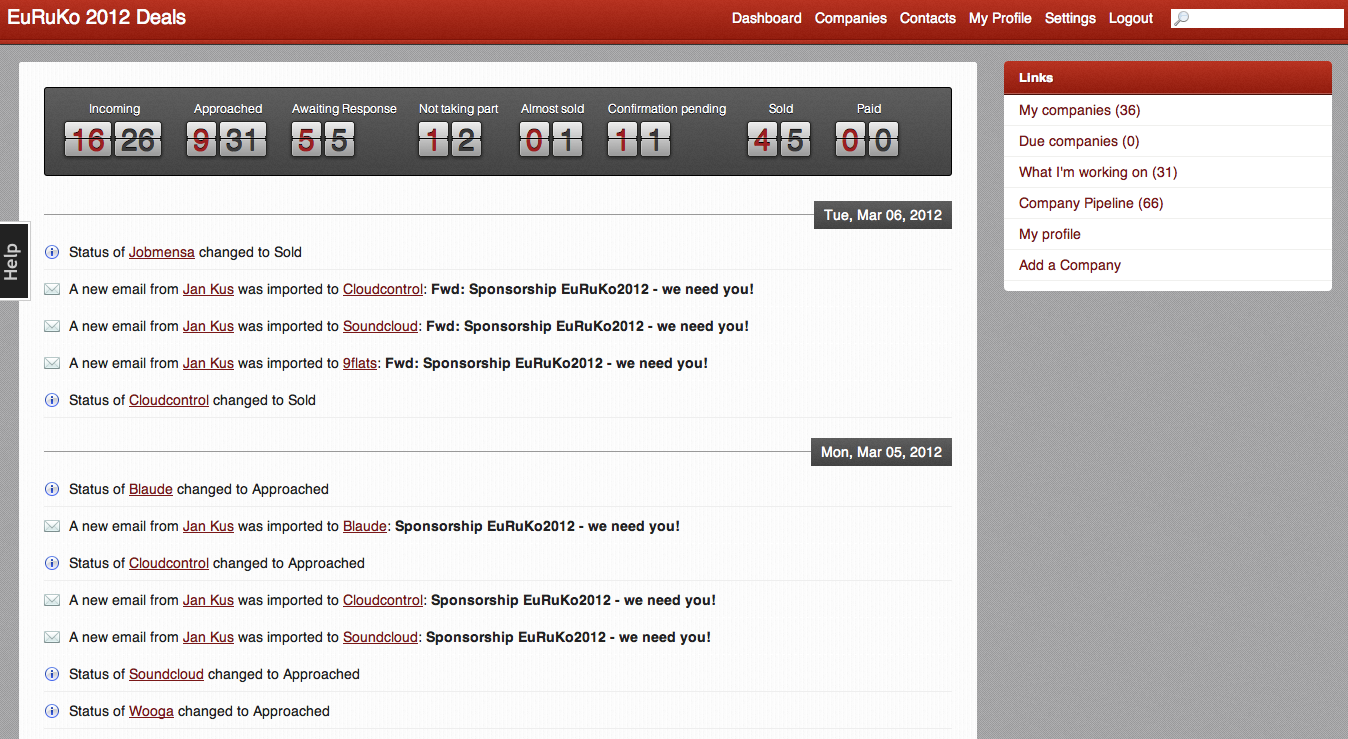 EuRuKo 2012 Deals
Dashboard Companies Contacts My Profile Settings Logout
Incoming Approached Awaiting Response Not taking part Almost sold Confirmation pending Sold Paid
16 26 9 31 5 5 1 2 0 1 1 1 4 5 0 0
Tue, Mar 06, 2012
Status of Jobmensa changed to Sold
A new email from Jan Kus was imported to Cloudcontrol: Fwd: Sponsorship EuRuKo2012 - we need you!
A new email from Jan Kus was imported to Soundcloud: Fwd: Sponsorship EuRuKo2012 - we need you!
A new email from Jan Kus was imported to 9flats: Fwd: Sponsorship EuRuKo2012 - we need you!
Status of Cloudcontrol changed to Sold
Mon, Mar 05, 2012
Status of Blaude changed to Approached
A new email from Jan Kus was imported to Blaude: Sponsorship EuRuKo2012 - we need you!
Status of Cloudcontrol changed to Approached
A new email from Jan Kus was imported to Cloudcontrol: Sponsorship EuRuKo2012 - we need you!
A new email from Jan Kus was imported to Soundcloud: Sponsorship EuRuKo2012 - we need you!
Status of Soundcloud changed to Approached
Status of Wooga changed to Approached
Help
Links
My companies (36)
Due companies (0)
What I'm working on (31)
Company Pipeline (66)
My profile
Add a Company